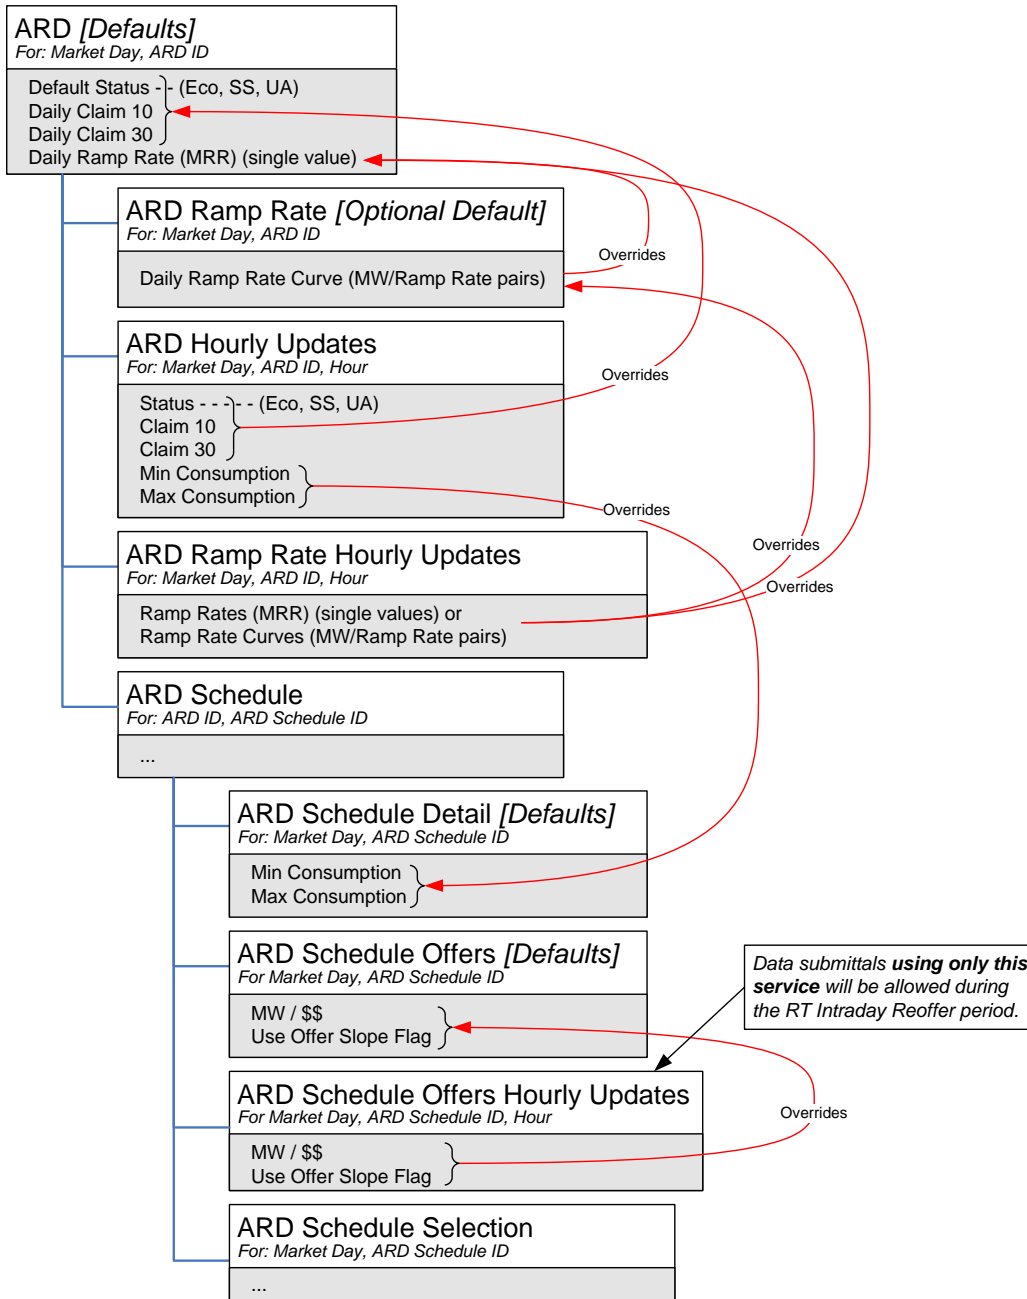 ARD [Defaults]
For: Market Day, ARD ID
Default Status - - (Eco, SS, UA)
Daily Claim 10
Daily Claim 30
Daily Ramp Rate (MRR) (single value)
ARD Ramp Rate [Optional Default]
For: Market Day, ARD ID
Overrides
Daily Ramp Rate Curve (MW/Ramp Rate pairs)
ARD Hourly Updates
For: Market Day, ARD ID, Hour
Overrides
Status - - - - - (Eco, SS, UA)
Claim 10
Claim 30
Min Consumption
Max Consumption
Overrides
ARD Ramp Rate Hourly Updates
For: Market Day, ARD ID, Hour
Overrides
Overrides
Ramp Rates (MRR) (single values) or
Ramp Rate Curves (MW/Ramp Rate pairs)
ARD Schedule
For: ARD ID, ARD Schedule ID
...
ARD Schedule Detail [Defaults]
For: Market Day, ARD Schedule ID
Min Consumption
Max Consumption
ARD Schedule Offers [Defaults]
For Market Day, ARD Schedule ID
MW / $$
Use Offer Slope Flag
Data submittals using only this
service will be allowed during
the RT Intraday Reoffer period.
ARD Schedule Offers Hourly Updates
For Market Day, ARD Schedule ID, Hour
Overrides
MW / $$
Use Offer Slope Flag
ARD Schedule Selection
For: Market Day, ARD Schedule ID
...